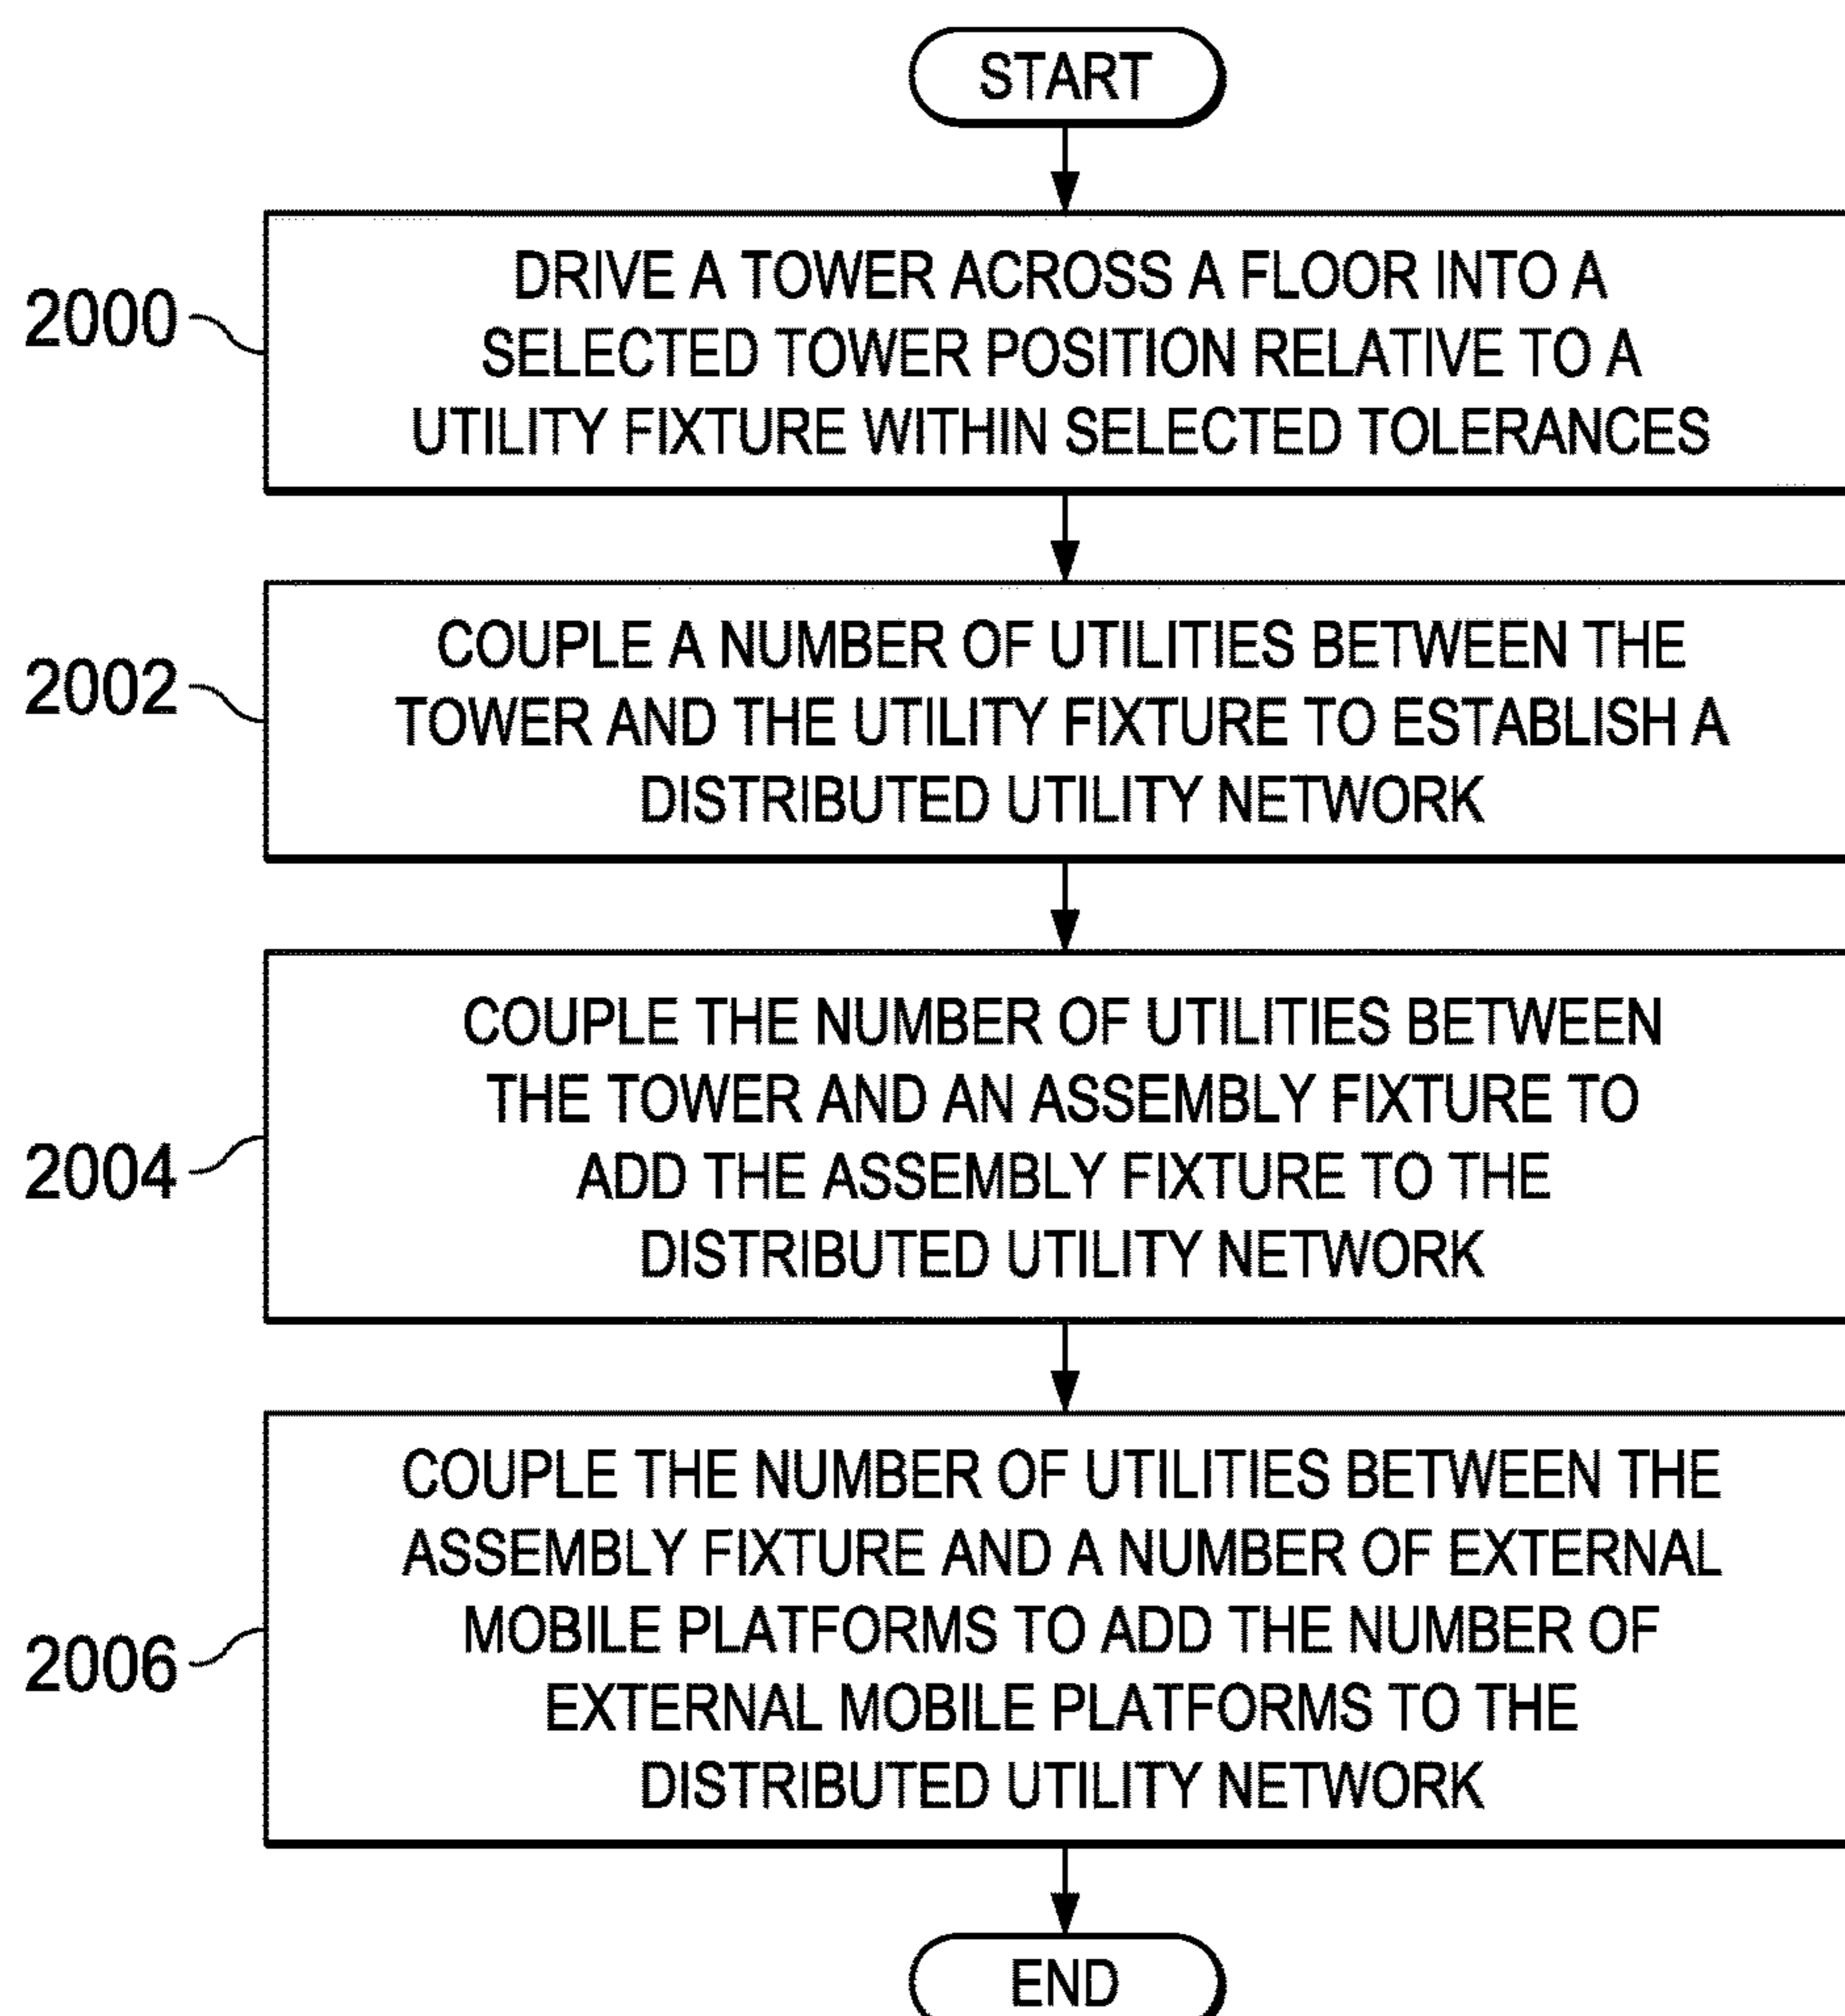 START
2000
DRIVE A TOWER ACROSS A FLOOR INTO A
SELECTED TOWER POSITION RELATIVE TO A
UTILITY FIXTURE WITHIN SELECTED TOLERANCES
2002
COUPLE A NUMBER OF UTILITIES BETWEEN THE
TOWER AND THE UTILITY FIXTURE TO ESTABLISH A
DISTRIBUTED UTILITY NETWORK
2004
COUPLE THE NUMBER OF UTILITIES BETWEEN
THE TOWER AND AN ASSEMBLY FIXTURE TO
ADD THE ASSEMBLY FIXTURE TO THE
DISTRIBUTED UTILITY NETWORK
2006
COUPLE THE NUMBER OF UTILITIES BETWEEN THE
ASSEMBLY FIXTURE AND A NUMBER OF EXTERNAL
MOBILE PLATFORMS TO ADD THE NUMBER OF
EXTERNAL MOBILE PLATFORMS TO THE
DISTRIBUTED UTILITY NETWORK
END